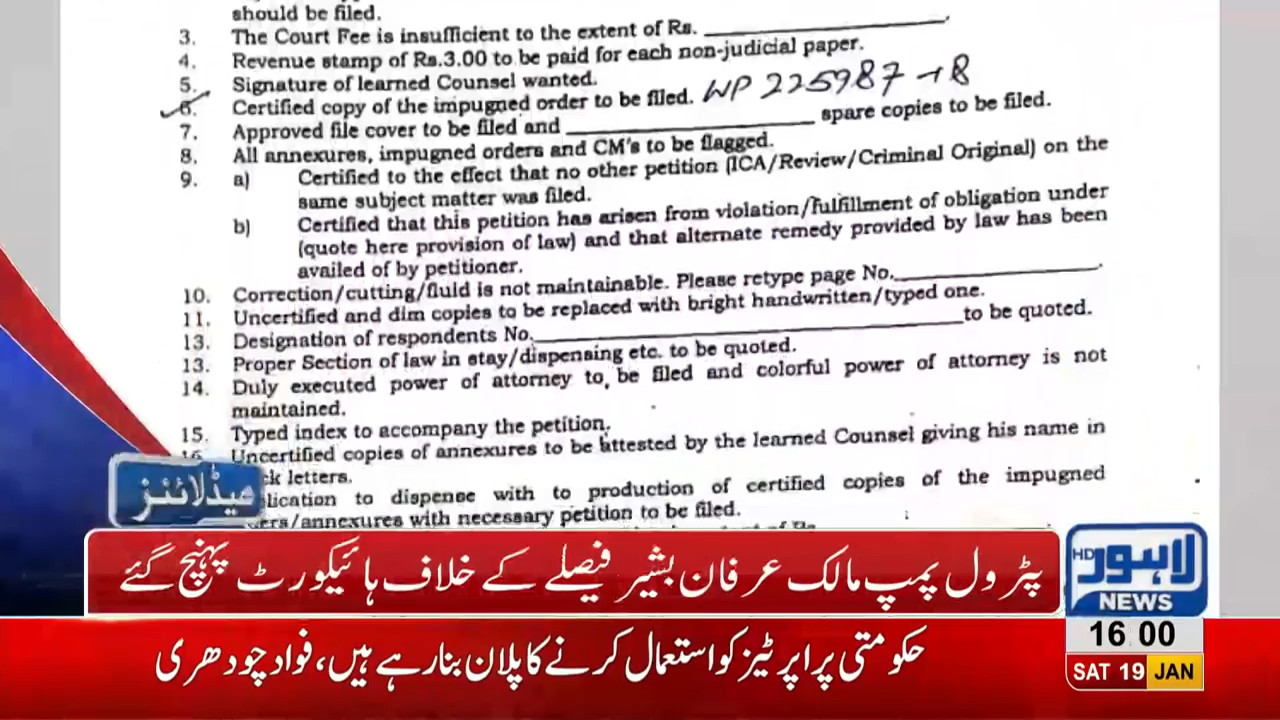 should be filed.
3. The Court Fee is insufficient to the extent of Rs. ______________.
4. Revenue stamp of Rs.3.00 to be paid for each non-judicial paper.
5. Signature of learned Counsel wanted.
6. Certified copy of the impugned order to be filed. WP 225987-18
7. Approved file cover to be filed and ______________ spare copies to be filed.
8. All annexures, impugned orders and CM's to be flagged.
9. a) Certified to the effect that no other petition (ICA/Review/Criminal Original) on the
same subject matter was filed.
b) Certified that this petition has arisen from violation/fulfillment of obligation under
(quote here provision of law) and that alternate remedy provided by law has been
availed of by petitioner.
10. Correction/cutting/fluid is not maintainable. Please retype page No.______________.
11. Uncertified and dim copies to be replaced with bright handwritten/typed one.
13. Designation of respondents No.______________to be quoted.
13. Proper Section of law in stay/dispensing etc. to be quoted.
14. Duly executed power of attorney to, be filed and colorful power of attorney is not
maintained.
15. Typed index to accompany the petition.
16. Uncertified copies of annexures to be attested by the learned Counsel giving his name in
ck letters.
lication to dispense with to production of certified copies of the impugned
ers/annexures with necessary petition to be filed.
ہیڈلائنز
پٹرول پمپ مالک عرفان بشیر فیصلے کے خلاف ہائیکورٹ پہنچ گئے
HD لاہور
NEWS
حکومتی پراپرٹیز کو استعمال کرنے کا پلان بنا رہے ہیں، فواد چودھری
16 00
SAT 19 JAN